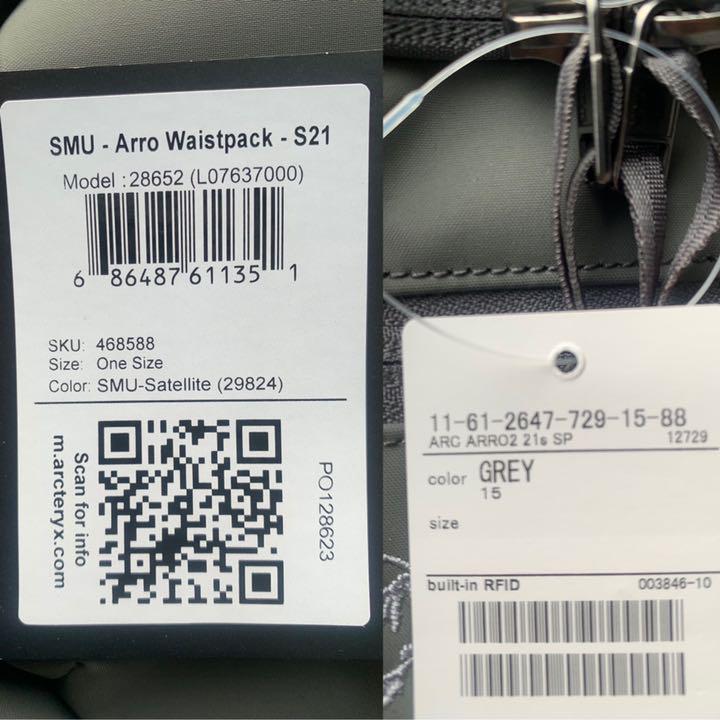 SMU - Arro Waistpack - S21
Model :28652 (L07637000)
6 86487 61135 1
SKU: 468588
Size: One Size
Color: SMU-Satellite (29824)
Scan for info
m.arcteryx.com
PO128623
11-61-2647-729-15-88
ARC ARRO2 21s SP 12729
color GREY
15
size
built-in RFID 003846-10